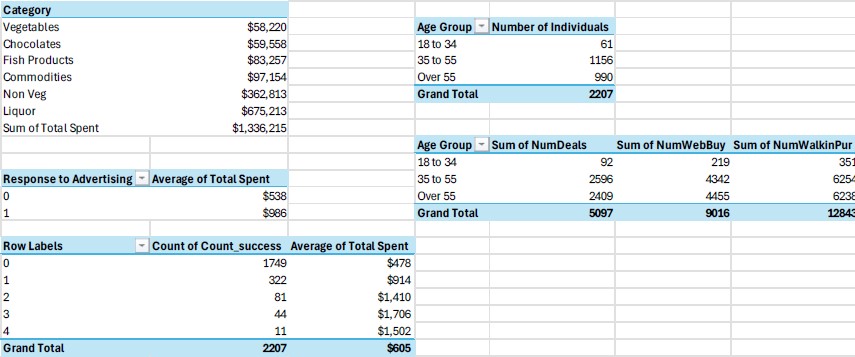 Category
Vegetables $58,220
Chocolates $59,558
Fish Products $83,257
Commodities $97,154
Non Veg $362,813
Liquor $675,213
Sum of Total Spent $1,336,215
Age Group Number of Individuals
18 to 34 61
35 to 55 1156
Over 55 990
Grand Total 2207
Age Group Sum of NumDeals Sum of NumWebBuy Sum of NumWalkinPur
18 to 34 92 219 351
35 to 55 2596 4342 6254
Over 55 2409 4455 6238
Grand Total 5097 9016 12843
Response to Advertising Average of Total Spent
0 $538
1 $986
Row Labels Count of Count_success Average of Total Spent
0 1749 $478
1 322 $914
2 81 $1,410
3 44 $1,706
4 11 $1,502
Grand Total 2207 $605